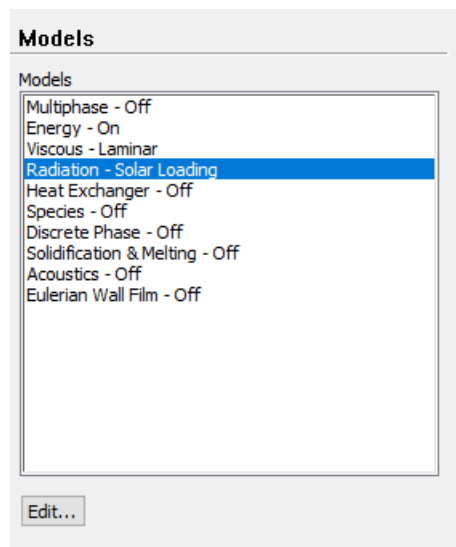 Models
Models
Multiphase - Off
Energy - On
Viscous - Laminar
Radiation - Solar Loading
Heat Exchanger - Off
Species - Off
Discrete Phase - Off
Solidification & Melting - Off
Acoustics - Off
Eulerian Wall Film - Off
Edit...